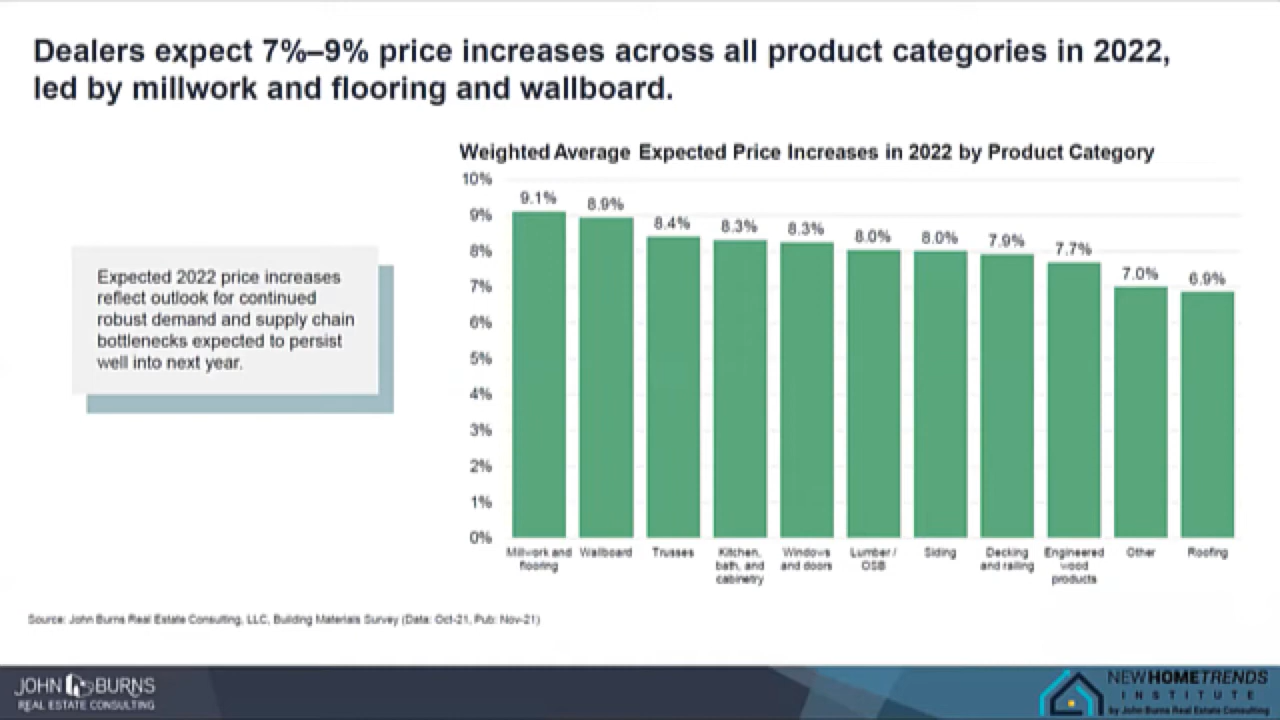 Dealers expect 7%–9% price increases across all product categories in 2022,
led by millwork and flooring and wallboard.
Weighted Average Expected Price Increases in 2022 by Product Category
10%
9%
8%
7%
6%
5%
4%
3%
2%
1%
0%
9.1%
8.9%
8.4%
8.3%
8.3%
8.0%
8.0%
7.9%
7.7%
7.0%
6.9%
Millwork and
flooring
Wallboard
Trusses
Kitchen,
bath, and
cabinetry
Windows
and doors
Lumber /
OSB
Siding
Decking
and railing
Engineered
wood
products
Other
Roofing
Expected 2022 price increases
reflect outlook for continued
robust demand and supply chain
bottlenecks expected to persist
well into next year.
Source: John Burns Real Estate Consulting, LLC, Building Materials Survey (Data: Oct-21, Pub: Nov-21)
JOHN BURNS
REAL ESTATE CONSULTING
NEWHOMETRENDS
INSTITUTE
by John Burns Real Estate Consulting